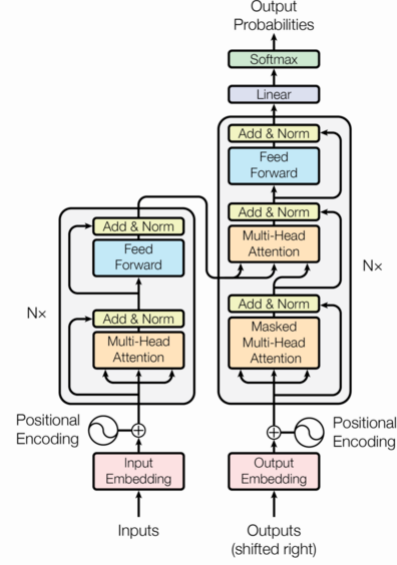 Output
Probabilities
Softmax
Linear
Add & Norm
Feed
Forward
Add & Norm
Multi-Head
Attention
Add & Norm
Masked
Multi-Head
Attention
N×
Add & Norm
Feed
Forward
Add & Norm
Multi-Head
Attention
N×
Positional
Encoding
Positional
Encoding
Input
Embedding
Output
Embedding
Inputs
Outputs
(shifted right)